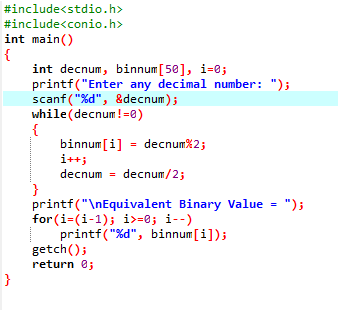 #include<stdio.h>
#include<conio.h>
int main()
{
    int decnum, binnum[50], i=0;
    printf("Enter any decimal number: ");
    scanf("%d", &decnum);
    while(decnum!=0)
    {
        binnum[i] = decnum%2;
        i++;
        decnum = decnum/2;
    }
    printf("\nEquivalent Binary Value = ");
    for(i=(i-1); i>=0; i--)
        printf("%d", binnum[i]);
    getch();
    return 0;
}